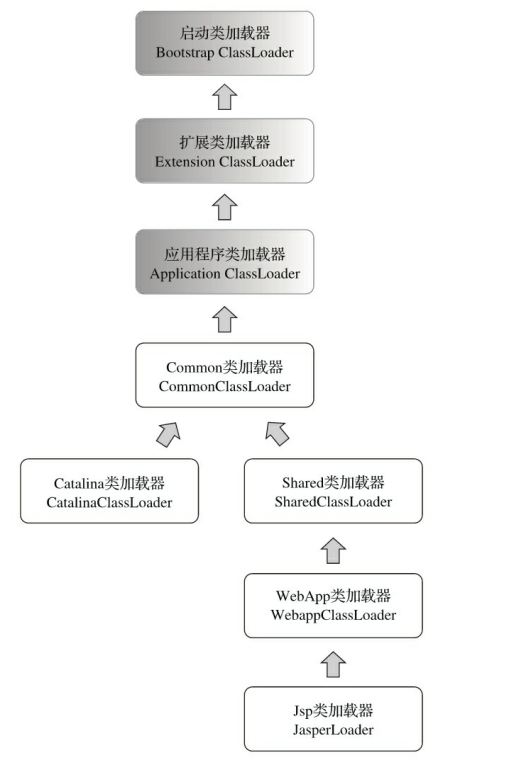 启动类加载器
Bootstrap ClassLoader
扩展类加载器
Extension ClassLoader
应用程序类加载器
Application ClassLoader
Common类加载器
CommonClassLoader
Catalina类加载器
CatalinaClassLoader
Shared类加载器
SharedClassLoader
WebApp类加载器
WebappClassLoader
Jsp类加载器
JasperLoader